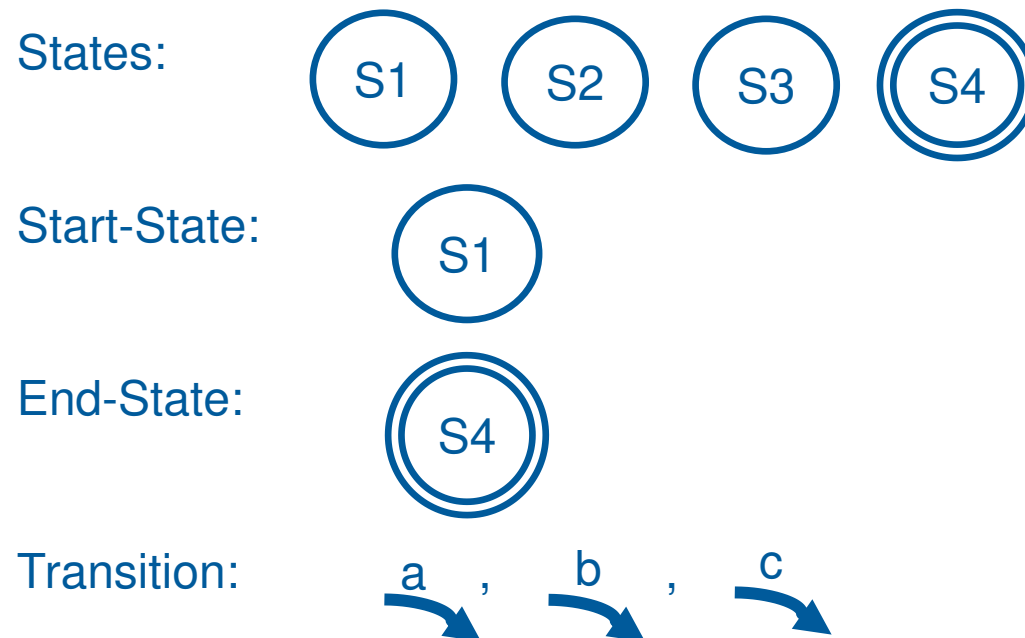 States: S1 S2 S3 S4
Start-State: S1
End-State: S4
Transition: a , b , c